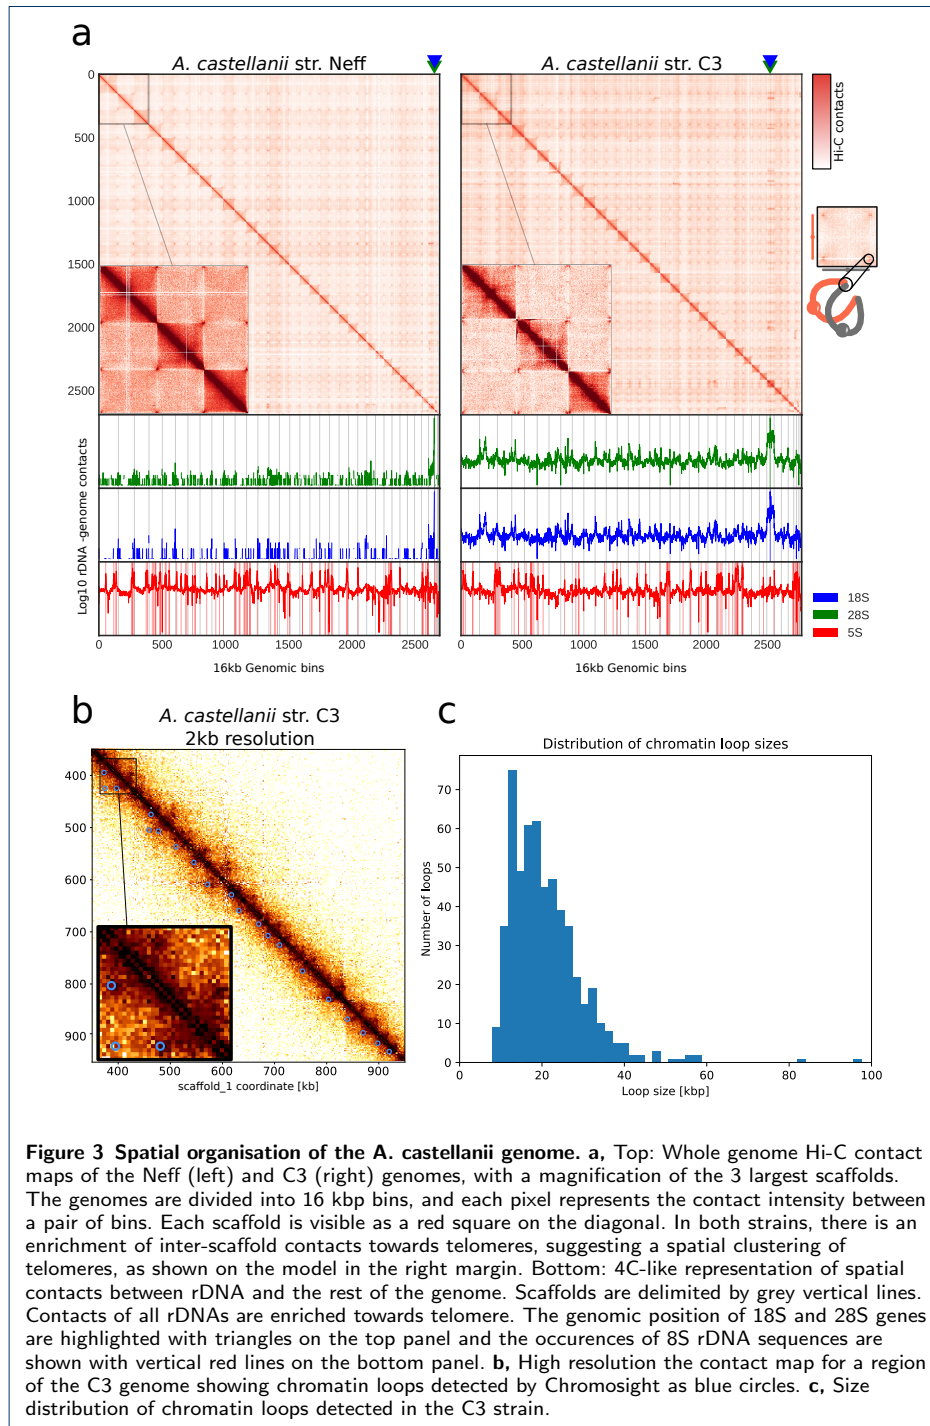 a
A. castellanii str. Neff
A. castellanii str. C3
0
500
1000
1500
2000
2500
Hi-C contacts
Log10 rDNA -genome contacts
0 500 1000 1500 2000 2500
16kb Genomic bins
0 500 1000 1500 2000 2500
16kb Genomic bins
18S
28S
5S
b
A. castellanii str. C3
2kb resolution
400
500
600
700
800
900
400 500 600 700 800 900
scaffold_1 coordinate [kb]
c
Distribution of chromatin loop sizes
Number of loops
70
60
50
40
30
20
10
0
0 20 40 60 80 100
Loop size [kbp]
Figure 3 Spatial organisation of the A. castellanii genome. a, Top: Whole genome Hi-C contact
maps of the Neff (left) and C3 (right) genomes, with a magnification of the 3 largest scaffolds.
The genomes are divided into 16 kbp bins, and each pixel represents the contact intensity between
a pair of bins. Each scaffold is visible as a red square on the diagonal. In both strains, there is an
enrichment of inter-scaffold contacts towards telomeres, suggesting a spatial clustering of
telomeres, as shown on the model in the right margin. Bottom: 4C-like representation of spatial
contacts between rDNA and the rest of the genome. Scaffolds are delimited by grey vertical lines.
Contacts of all rDNAs are enriched towards telomere. The genomic position of 18S and 28S genes
are highlighted with triangles on the top panel and the occurences of 8S rDNA sequences are
shown with vertical red lines on the bottom panel. b, High resolution the contact map for a region
of the C3 genome showing chromatin loops detected by Chromosight as blue circles. c, Size
distribution of chromatin loops detected in the C3 strain.